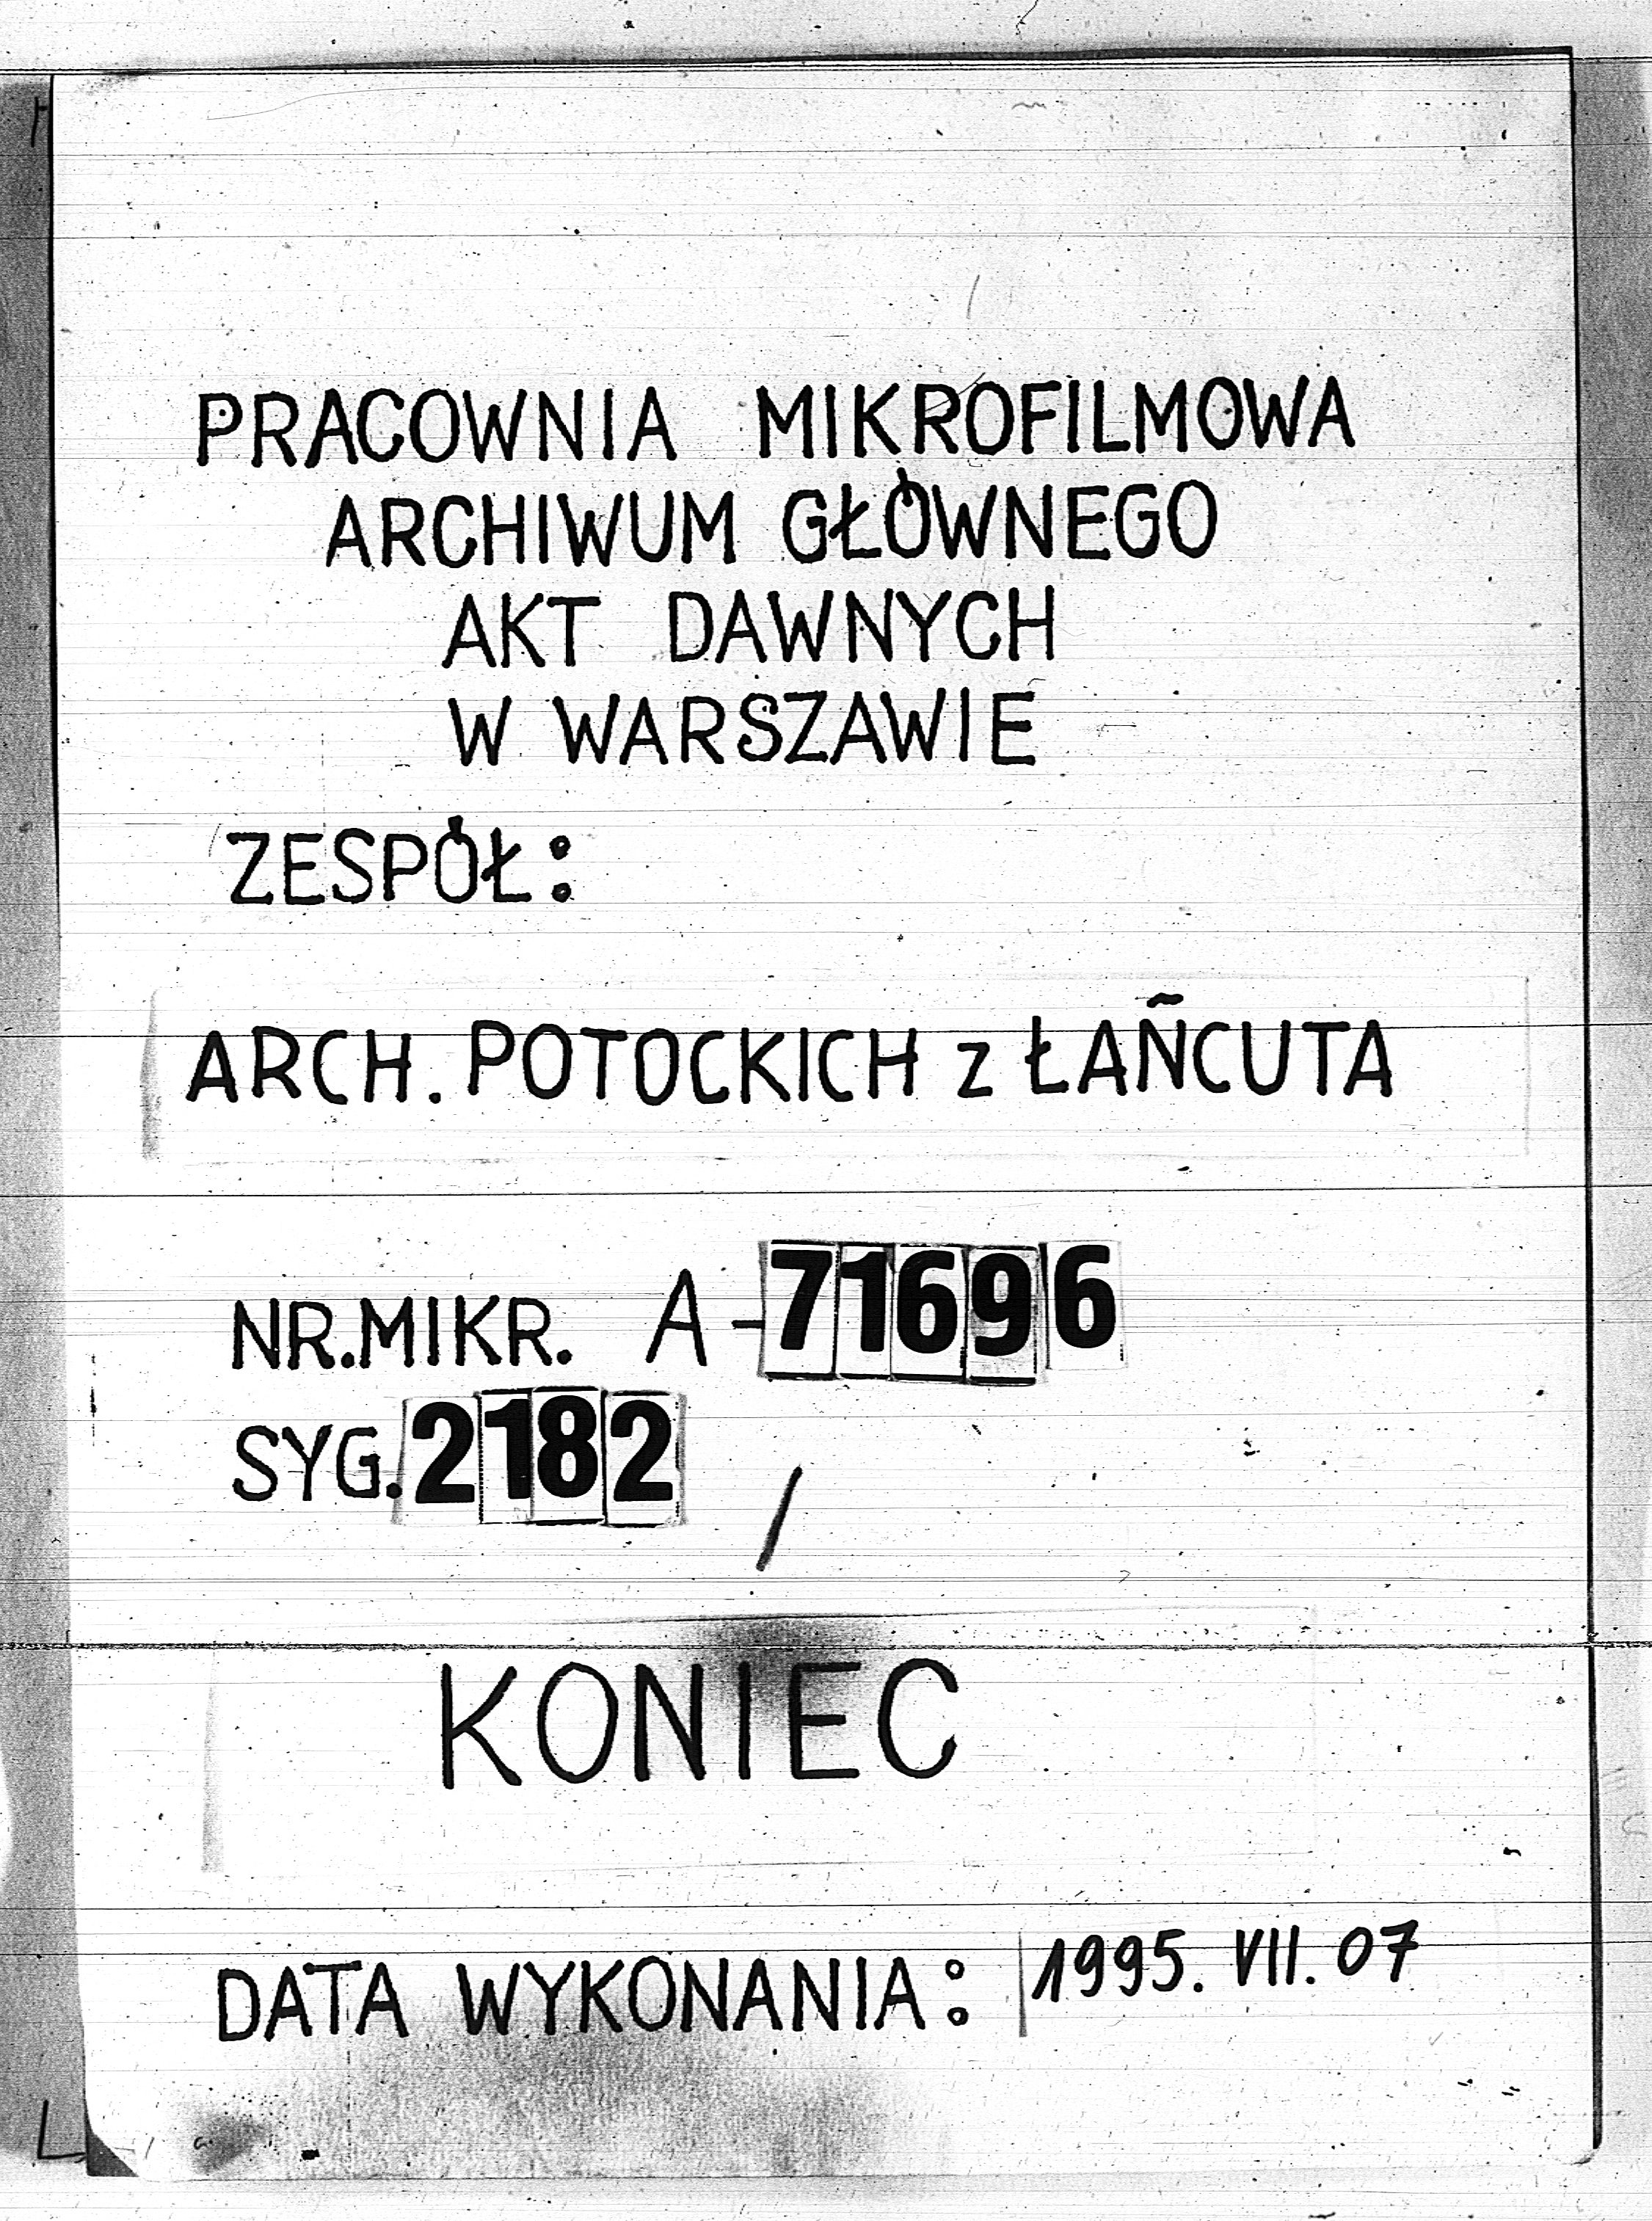 PRACOWNIA MIKROFILMOWA
ARCHIWUM GŁÓWNEGO
AKT DAWNYCH
W WARSZAWIE
ZESPÓŁ:
ARCH. POTOCKICH z ŁAŃCUTA
NR. MIKR. A-71696
SYG. 2182 /
KONIEC
DATA WYKONANIA: 1995. VII. 07